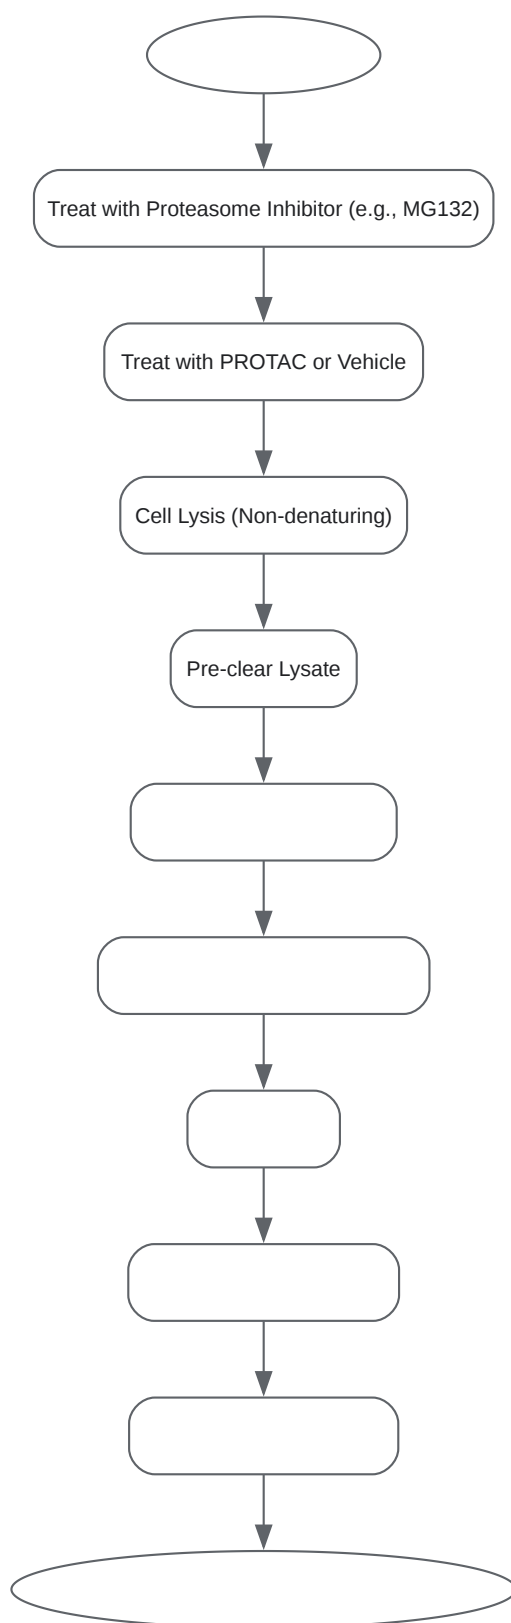 Treat with Proteasome Inhibitor (e.g., MG132)
Treat with PROTAC or Vehicle
Cell Lysis (Non-denaturing)
Pre-clear Lysate